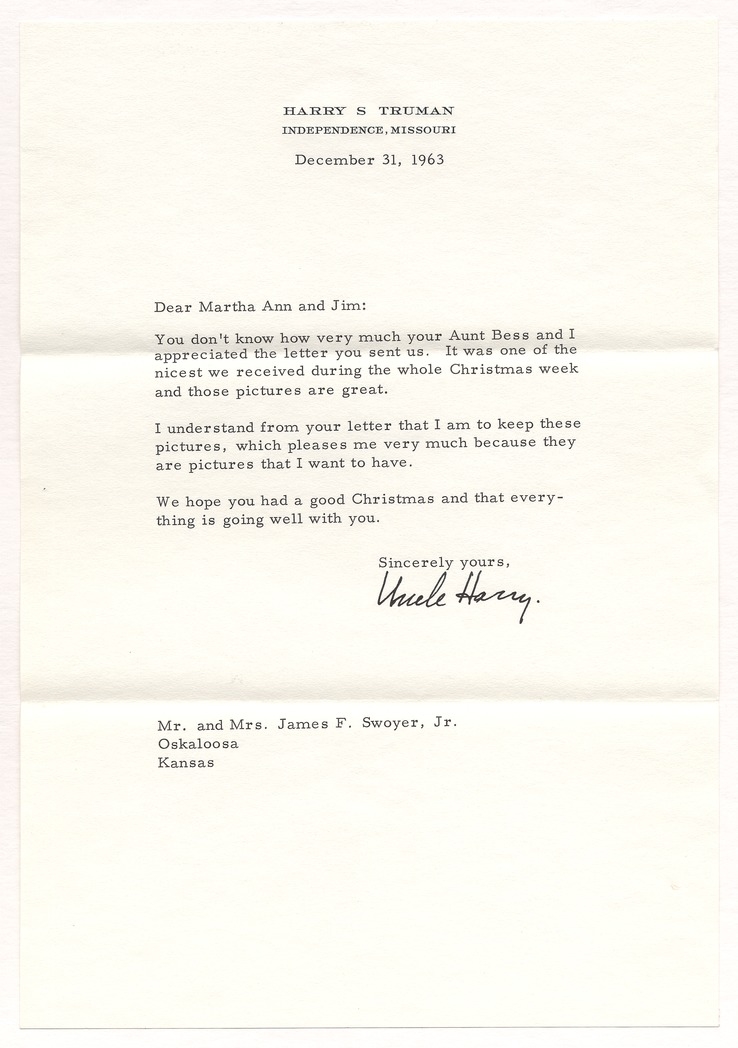 HARRY S TRUMAN
INDEPENDENCE, MISSOURI
December 31, 1963
Dear Martha Ann and Jim:
You don't know how very much your Aunt Bess and I
appreciated the letter you sent us. It was one of the
nicest we received during the whole Christmas week
and those pictures are great.
I understand from your letter that I am to keep these
pictures, which pleases me very much because they
are pictures that I want to have.
We hope you had a good Christmas and that every-
thing is going well with you.
Sincerely yours,
Uncle Harry.
Mr. and Mrs. James F. Swoyer, Jr.
Oskaloosa
Kansas